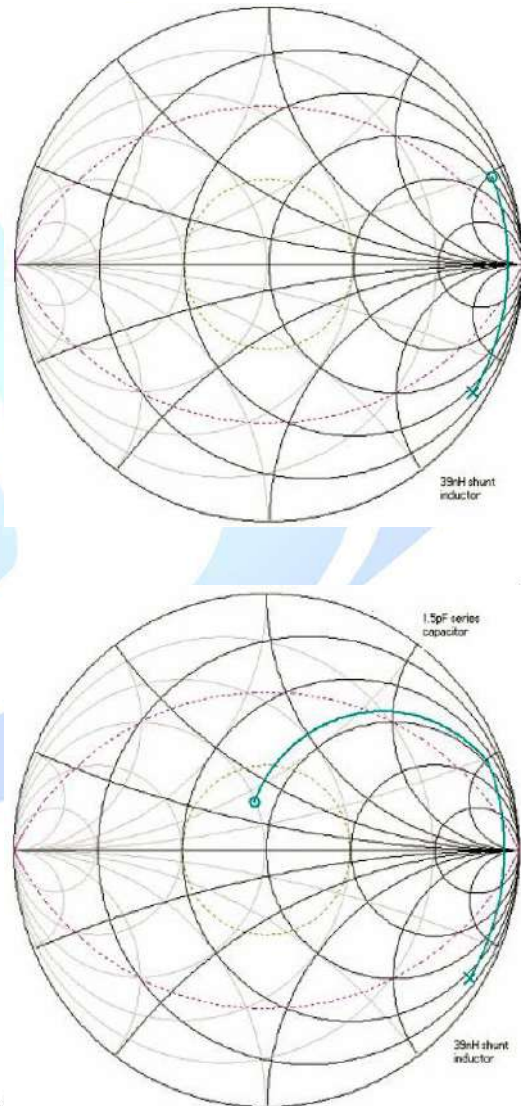 39nH shunt
inductor
1.5pF series
capacitor
39nH shunt
inductor